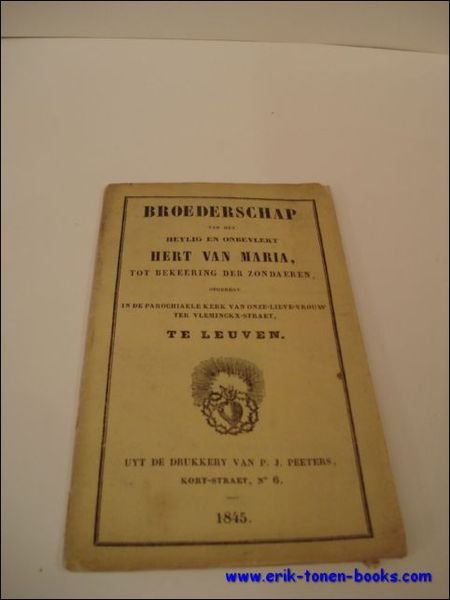 BROEDERSCHAP
VAN HET
HEYLIG EN ONBEVLEKT
HERT VAN MARIA,
TOT BEKEERING DER ZONDAEREN,
OPGEREGT
IN DE PAROCHIAELE KERK VAN ONZE-LIEVE-VROUW
TER VLEMINCKX-STRAET,
TE LEUVEN.
UYT DE DRUKKERY VAN P. J. PEETERS,
KORT-STRAET, Nº 6.
1845.
www.erik-tonen-books.com/